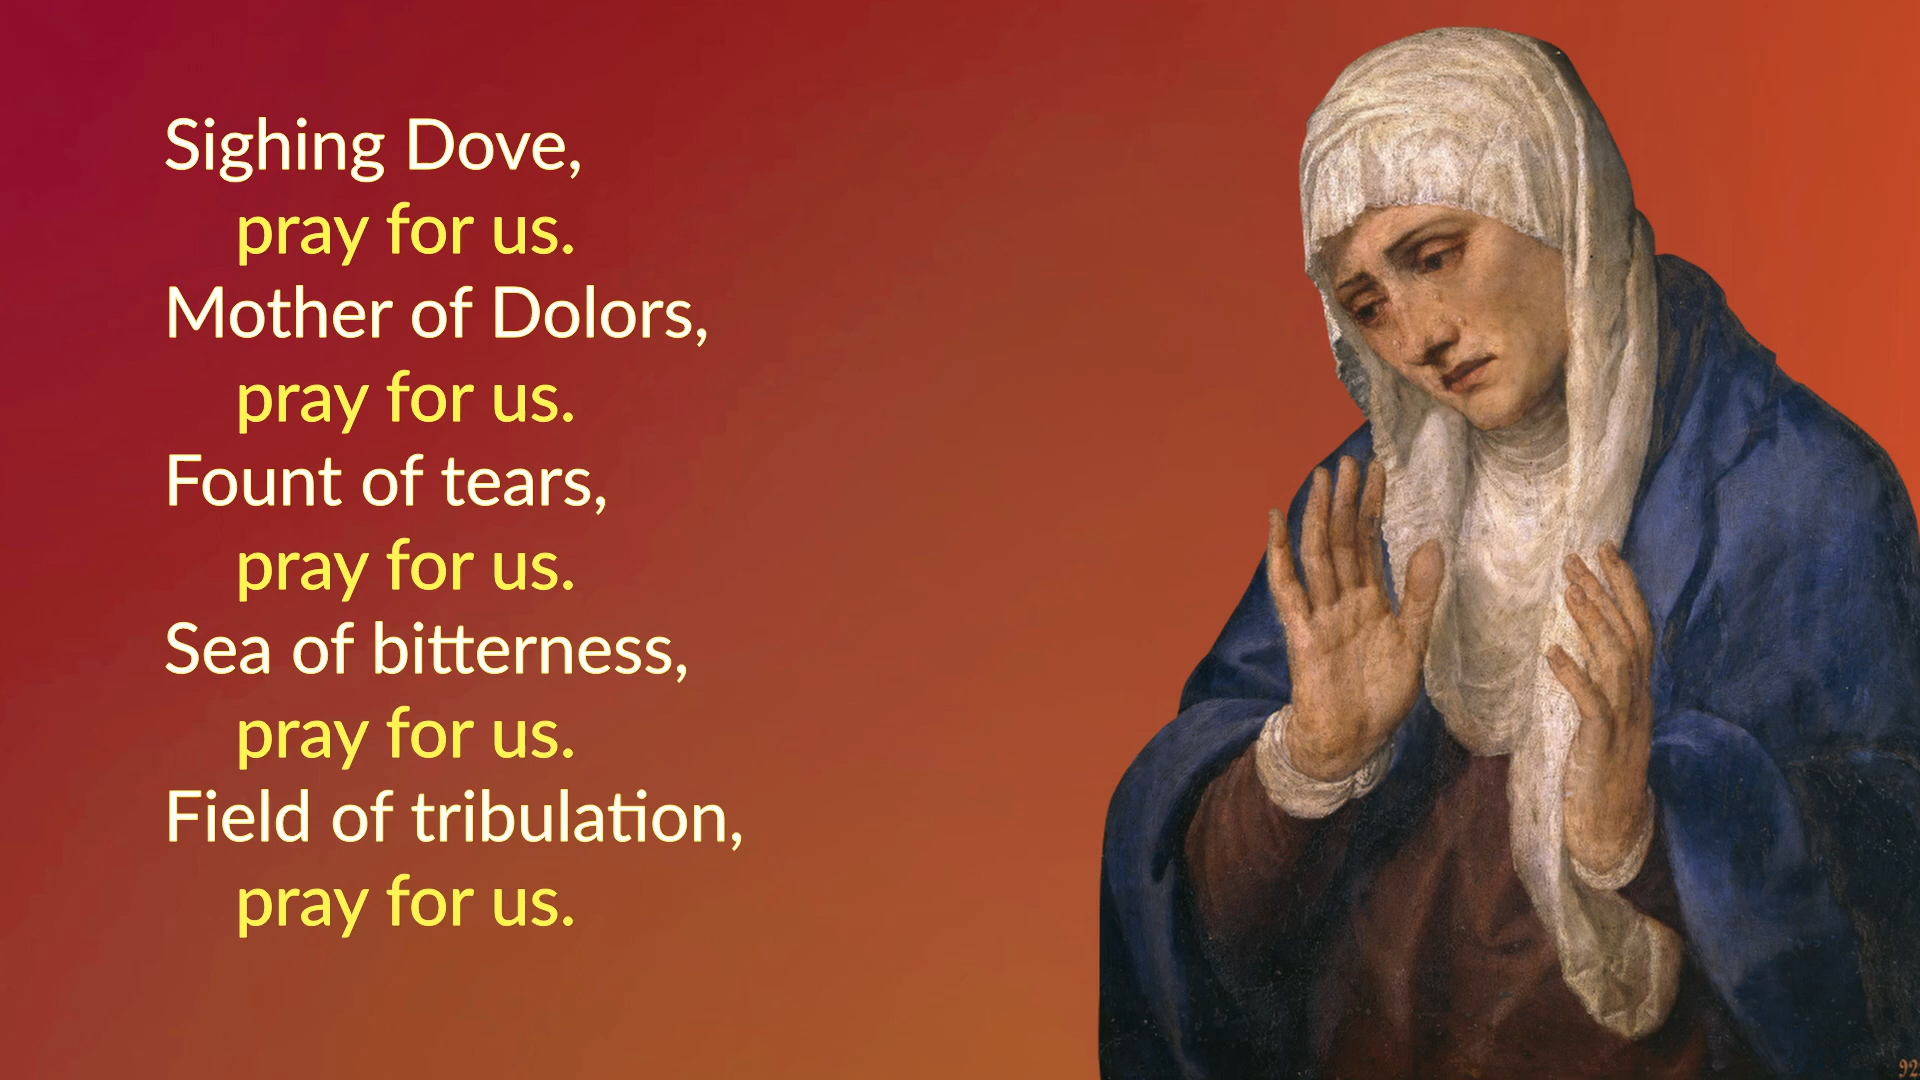 Sighing Dove,
pray for us.
Mother of Dolors,
pray for us.
Fount of tears,
pray for us.
Sea of bitterness,
pray for us.
Field of tribulation,
pray for us.
92